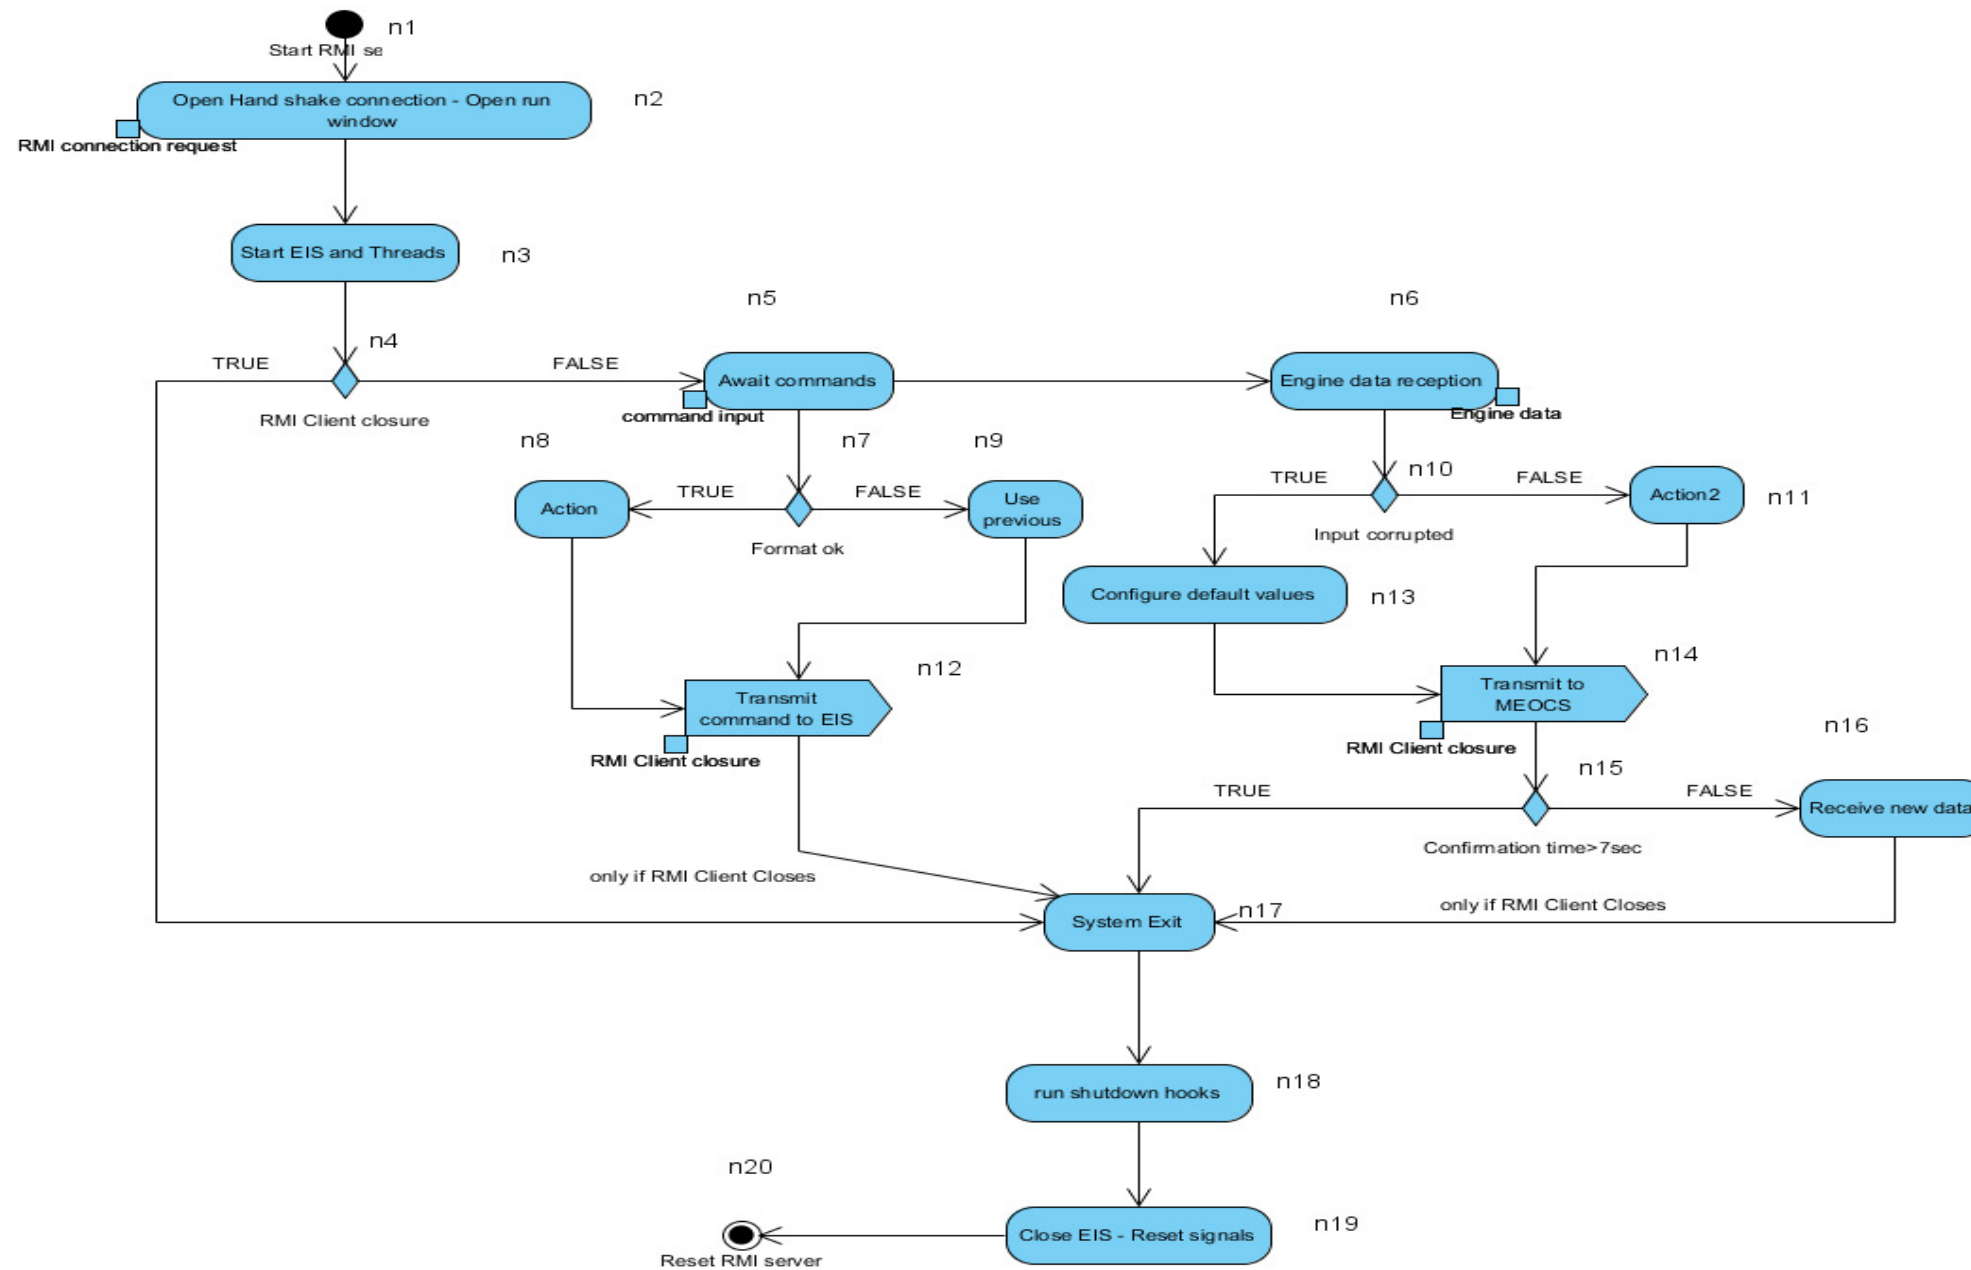 n1
Start RMI se
Open Hand shake connection - Open run
window
n2
RMI connection request
Start EIS and Threads
n3
n4
TRUE
FALSE
RMI Client closure
n5
Await commands
command input
n6
Engine data reception
Engine data
n8
Action
n7
TRUE
FALSE
Format ok
n9
Use
previous
n10
TRUE
FALSE
Input corrupted
Action2
n11
Configure default values
n13
n12
Transmit
command to EIS
RMI Client closure
n14
Transmit to
MEOCS
RMI Client closure
n15
TRUE
FALSE
Confirmation time>7sec
n16
Receive new data
only if RMI Client Closes
only if RMI Client Closes
System Exit
n17
run shutdown hooks
n18
n20
Reset RMI server
Close EIS - Reset signals
n19